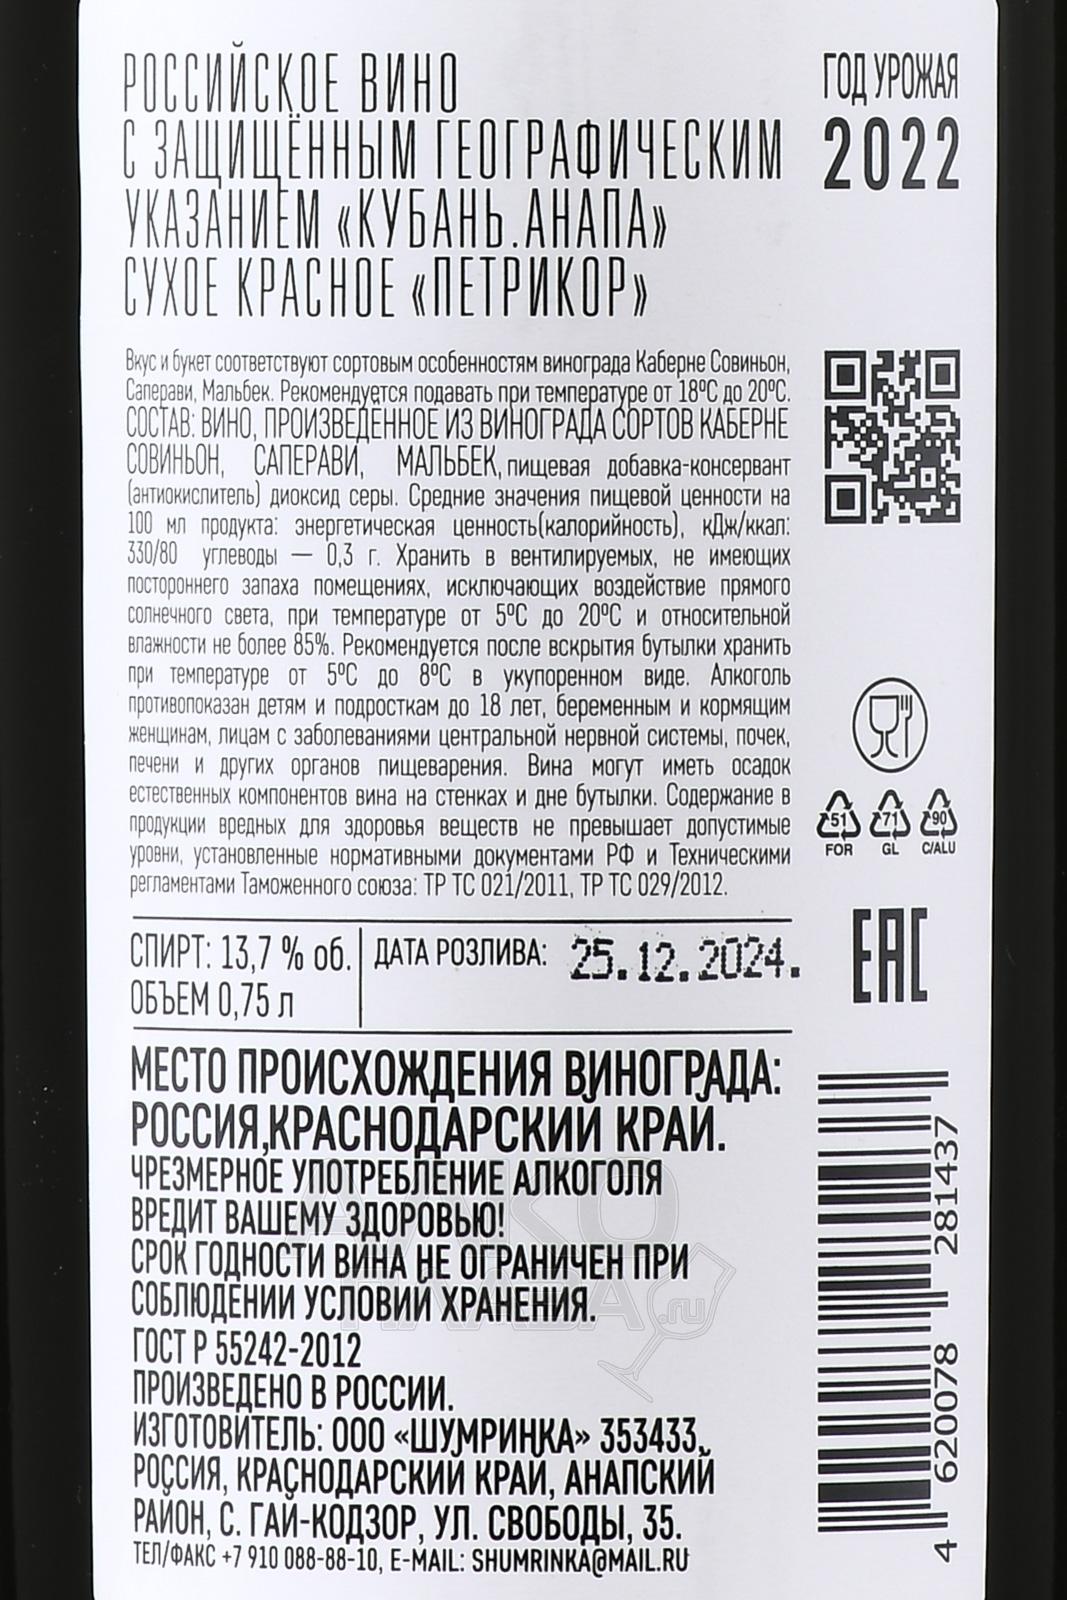 РОССИЙСКОЕ ВИНО
С ЗАЩИЩЁННЫМ ГЕОГРАФИЧЕСКИМ
УКАЗАНИЕМ «КУБАНЬ.АНАПА»
СУХОЕ КРАСНОЕ «ПЕТРИКОР»
ГОД УРОЖАЯ
2022
Вкус и букет соответствуют сортовым особенностям винограда Каберне Совиньон,
Саперави, Мальбек. Рекомендуется подавать при температуре от 18ºС до 20ºС.
СОСТАВ: ВИНО, ПРОИЗВЕДЕННОЕ ИЗ ВИНОГРАДА СОРТОВ КАБЕРНЕ
СОВИНЬОН, САПЕРАВИ, МАЛЬБЕК, пищевая добавка-консервант
(антиокислитель) диоксид серы. Средние значения пищевой ценности на
100 мл продукта: энергетическая ценность(калорийность), кДж/ккал:
330/80 углеводы — 0,3 г. Хранить в вентилируемых, не имеющих
постороннего запаха помещениях, исключающих воздействие прямого
солнечного света, при температуре от 5ºС до 20ºС и относительной
влажности не более 85%. Рекомендуется после вскрытия бутылки хранить
при температуре от 5ºС до 8ºС в укупоренном виде. Алкоголь
противопоказан детям и подросткам до 18 лет, беременным и кормящим
женщинам, лицам с заболеваниями центральной нервной системы, почек,
печени и других органов пищеварения. Вина могут иметь осадок
естественных компонентов вина на стенках и дне бутылки. Содержание в
продукции вредных для здоровья веществ не превышает допустимые
уровни, установленные нормативными документами РФ и Техническими
регламентами Таможенного союза: ТР ТС 021/2011, ТР ТС 029/2012.
51 71 90
FOR GL C/ALU
EAC
СПИРТ: 13,7 % об.
ОБЪЕМ 0,75 л
ДАТА РОЗЛИВА: 25.12.2024.
МЕСТО ПРОИСХОЖДЕНИЯ ВИНОГРАДА:
РОССИЯ,КРАСНОДАРСКИЙ КРАЙ.
ЧРЕЗМЕРНОЕ УПОТРЕБЛЕНИЕ АЛКОГОЛЯ
ВРЕДИТ ВАШЕМУ ЗДОРОВЬЮ!
СРОК ГОДНОСТИ ВИНА НЕ ОГРАНИЧЕН ПРИ
СОБЛЮДЕНИИ УСЛОВИЙ ХРАНЕНИЯ.
ГОСТ Р 55242-2012
ПРОИЗВЕДЕНО В РОССИИ.
ИЗГОТОВИТЕЛЬ: ООО «ШУМРИНКА» 353433,
РОССИЯ, КРАСНОДАРСКИЙ КРАЙ, АНАПСКИЙ
РАЙОН, С. ГАЙ-КОДЗОР, УЛ. СВОБОДЫ, 35.
ТЕЛ/ФАКС +7 910 088-88-10, E-MAIL: SHUMRINKA@MAIL.RU
4 620078 281437
АЛКО
ПЛАЗА.ru